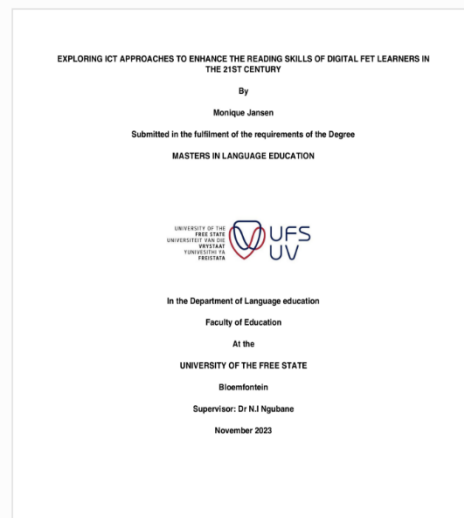 EXPLORING ICT APPROACHES TO ENHANCE THE READING SKILLS OF DIGITAL FET LEARNERS IN
THE 21ST CENTURY
By
Monique Jansen
Submitted in the fulfilment of the requirements of the Degree
MASTERS IN LANGUAGE EDUCATION
UNIVERSITY OF THE
FREE STATE
UNIVERSITEIT VAN DIE
VRYSTAAT
YUNIVESITHI YA
FREISTATA
UFS
UV
In the Department of Language education
Faculty of Education
At the
UNIVERSITY OF THE FREE STATE
Bloemfontein
Supervisor: Dr N.I Ngubane
November 2023